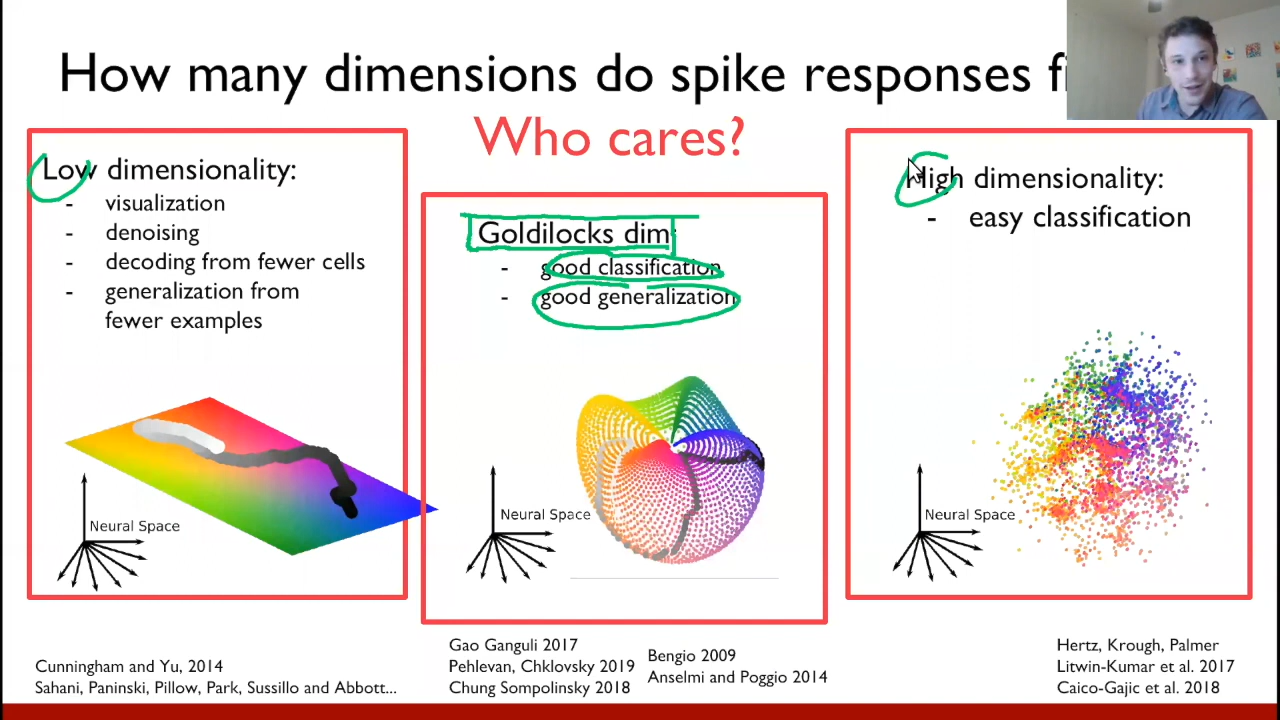 How many dimensions do spike responses
Who cares?
Low dimensionality:
- visualization
- denoising
- decoding from fewer cells
- generalization from
fewer examples
Neural Space
Cunningham and Yu, 2014
Sahani, Paninski, Pillow, Park, Sussillo and Abbott...
Goldilocks dim
- good classification
- good generalization
Neural Space
Gao Ganguli 2017
Pehlevan, Chklovsky 2019
Chung Sompolinsky 2018
Bengio 2009
Anselmi and Poggio 2014
High dimensionality:
- easy classification
Neural Space
Hertz, Krough, Palmer
Litwin-Kumar et al. 2017
Caico-Gajic et al. 2018